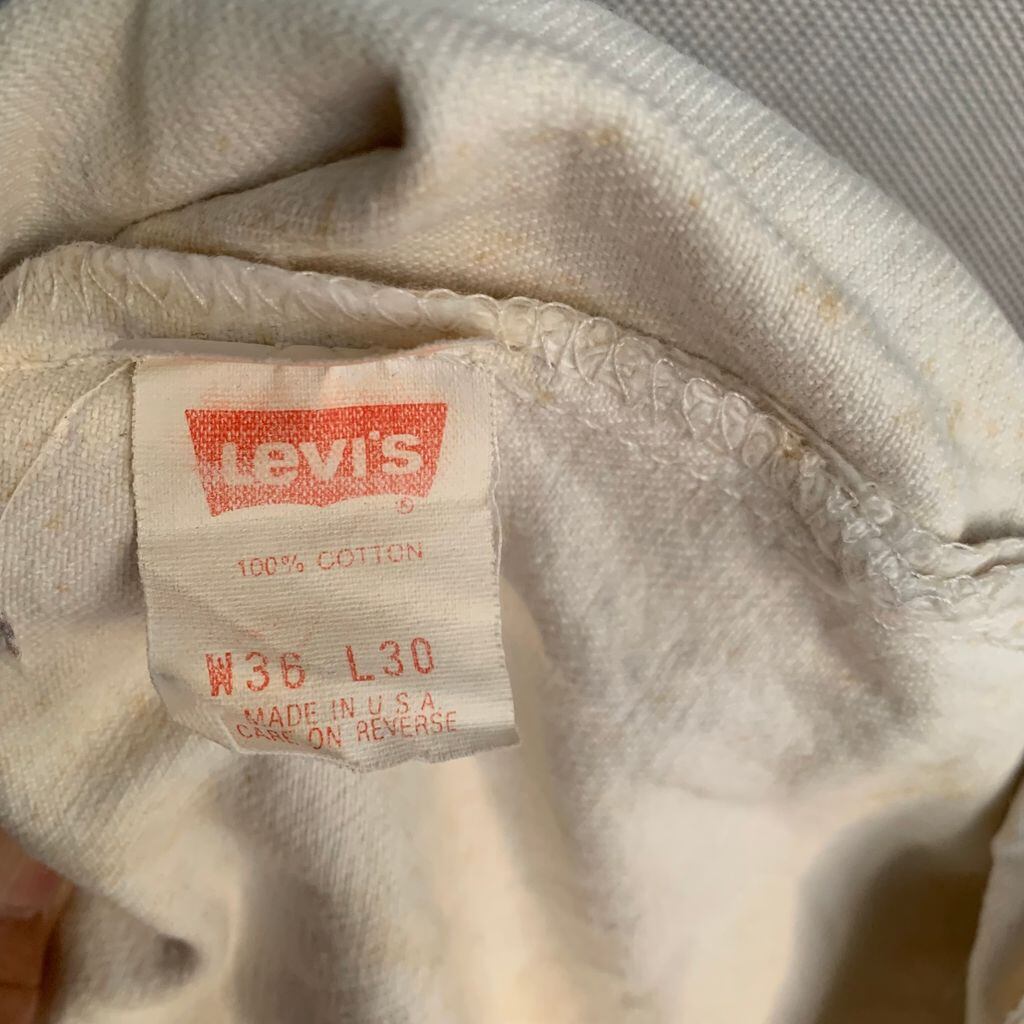 Levi's
®
100% COTTON
W36 L30
MADE IN U S A.
CARE ON REVERSE